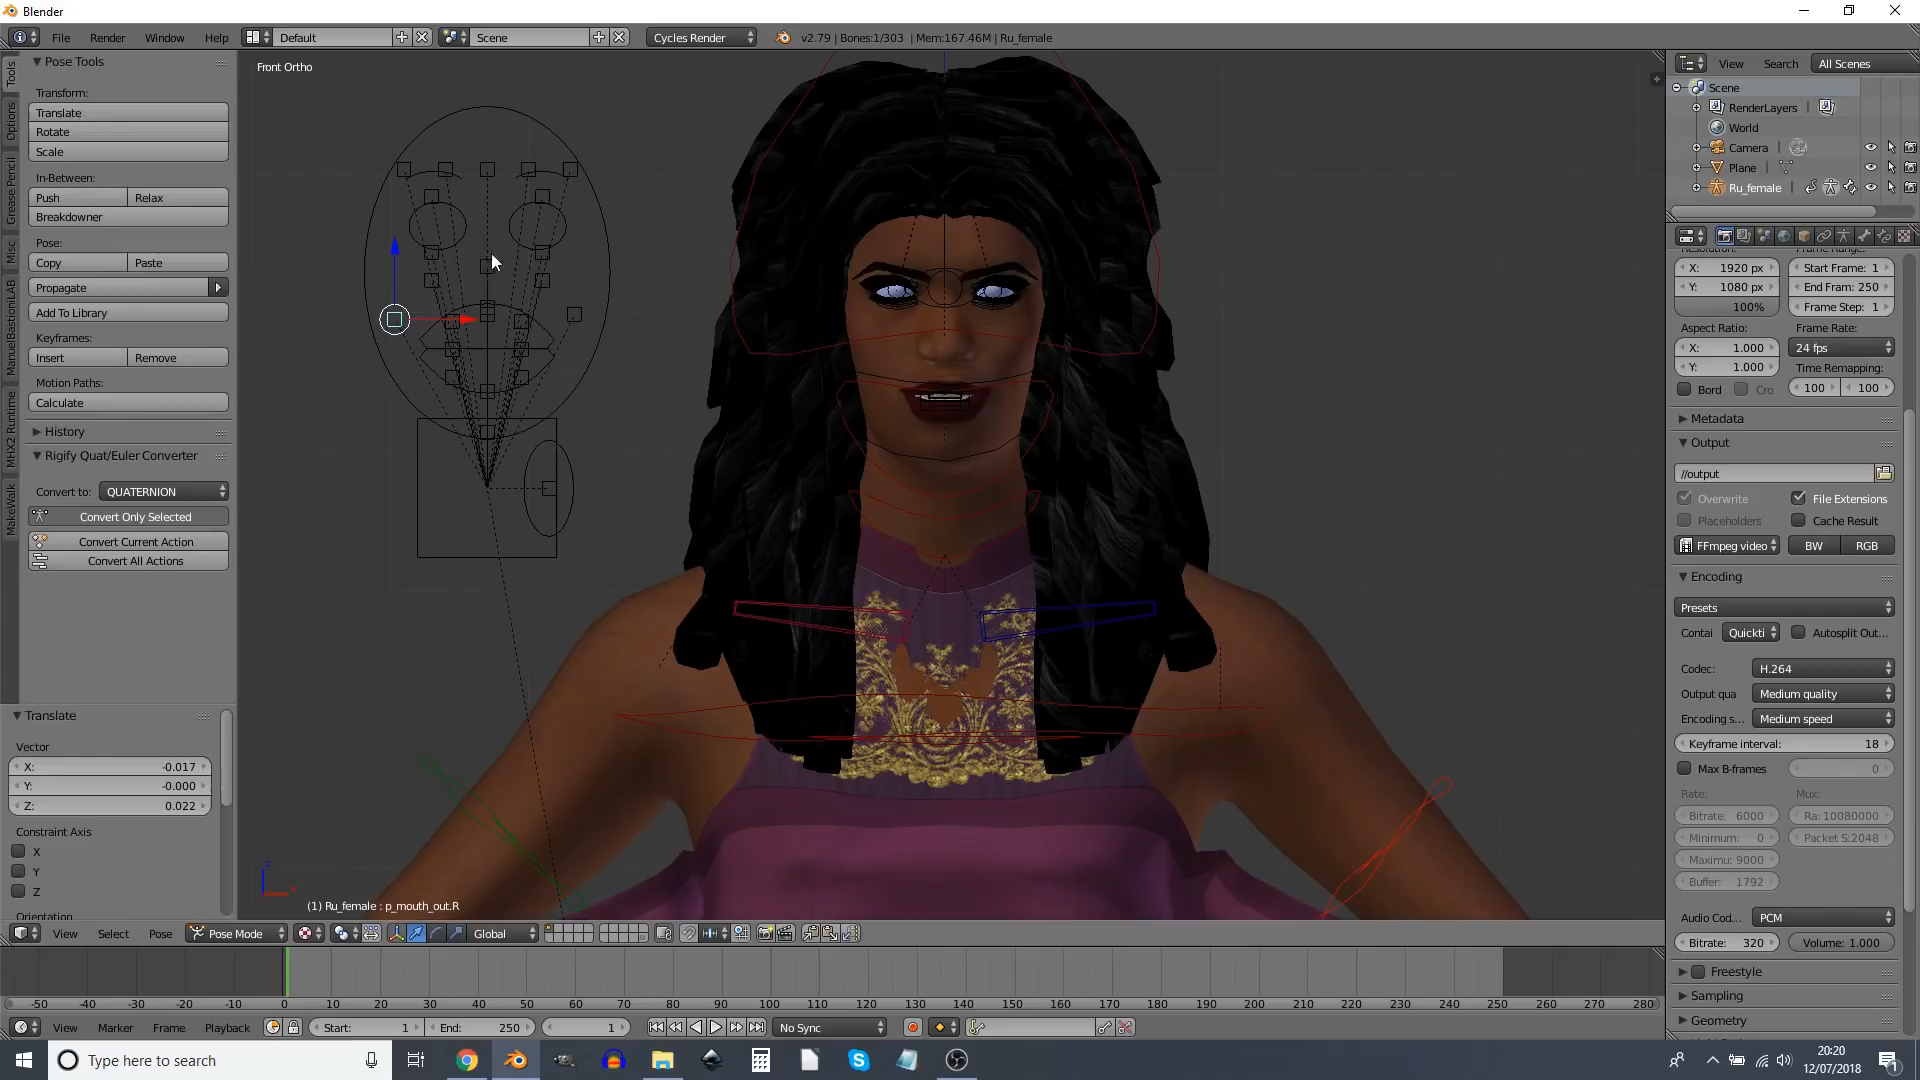 Blender
File Render Window Help Default Scene Cycles Render v2.79 | Bones:1/303 | Mem:167.46M | Ru_female
Tools
Options
Grease Pencil
Misc
ManuelBastioniLAB
MHX2 Runtime
MakeWalk
Pose Tools
Transform:
Translate
Rotate
Scale
In-Between:
Push Relax
Breakdowner
Pose:
Copy Paste
Propagate
Add To Library
Keyframes:
Insert Remove
Motion Paths:
Calculate
History
Rigify Quat/Euler Converter
Convert to: QUATERNION
Convert Only Selected
Convert Current Action
Convert All Actions
Translate
Vector
X: -0.017
Y: -0.000
Z: 0.022
Constraint Axis
X
Y
Z
Orientation
Front Ortho
(1) Ru_female : p_mouth_out.R
View Select Pose Pose Mode Global
-50 -40 -30 -20 -10 0 10 20 30 40 50 60 70 80 90 100 110 120 130 140 150 160 170 180 190 200 210 220 230 240 250 260 270 280
View Marker Frame Playback Start: 1 End: 250 1 No Sync
View Search All Scenes
Scene
RenderLayers
World
Camera
Plane
Ru_female
X: 1920 px Start Frame: 1
Y: 1080 px End Fram: 250
100% Frame Step: 1
Aspect Ratio: Frame Rate:
X: 1.000 24 fps
Y: 1.000 Time Remapping:
Bord Cro 100 100
Metadata
Output
//output
Overwrite File Extensions
Placeholders Cache Result
FFmpeg video BW RGB
Encoding
Presets
Contai Quickti Autosplit Out...
Codec: H.264
Output qua Medium quality
Encoding s... Medium speed
Keyframe interval: 18
Max B-frames 0
Rate: Mux:
Bitrate: 6000 Ra: 10080000
Minimum: 0 Packet S:2048
Maximu: 9000
Buffer: 1792
Audio Cod... PCM
Bitrate: 320 Volume: 1.000
Freestyle
Sampling
Geometry
Type here to search
20:20
12/07/2018
1